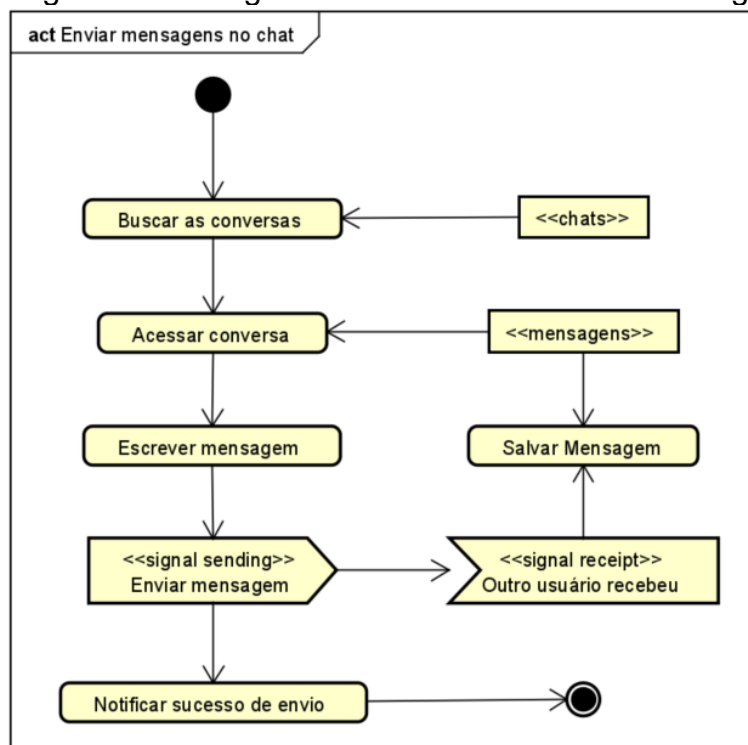 act Enviar mensagens no chat
Buscar as conversas
<<chats>>
Acessar conversa
<<mensagens>>
Escrever mensagem
Salvar Mensagem
<<signal sending>>
Enviar mensagem
<<signal receipt>>
Outro usuário recebeu
Notificar sucesso de envio